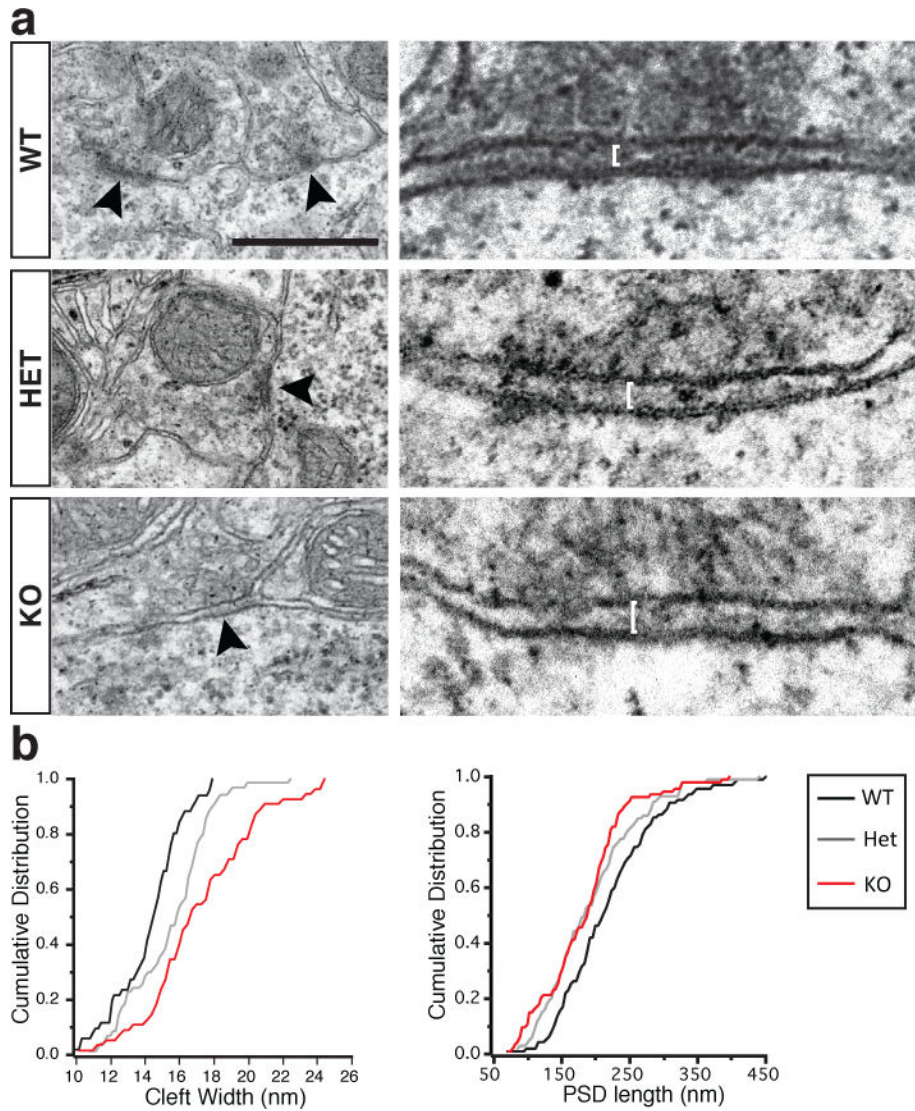 a
WT
HET
KO
b
Cumulative Distribution
1.0
0.8
0.6
0.4
0.2
0.0
10 12 14 16 18 20 22 24 26
Cleft Width (nm)
Cumulative Distribution
1.0
0.8
0.6
0.4
0.2
0.0
50 150 250 350 450
PSD length (nm)
WT
Het
KO